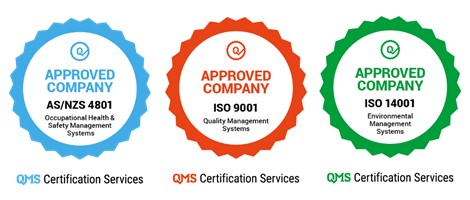 APPROVED
COMPANY
AS/NZS 4801
Occupational Health &
Safety Management
Systems
QMS Certification Services
APPROVED
COMPANY
ISO 9001
Quality Management
Systems
QMS Certification Services
APPROVED
COMPANY
ISO 14001
Environmental
Management
Systems
QMS Certification Services